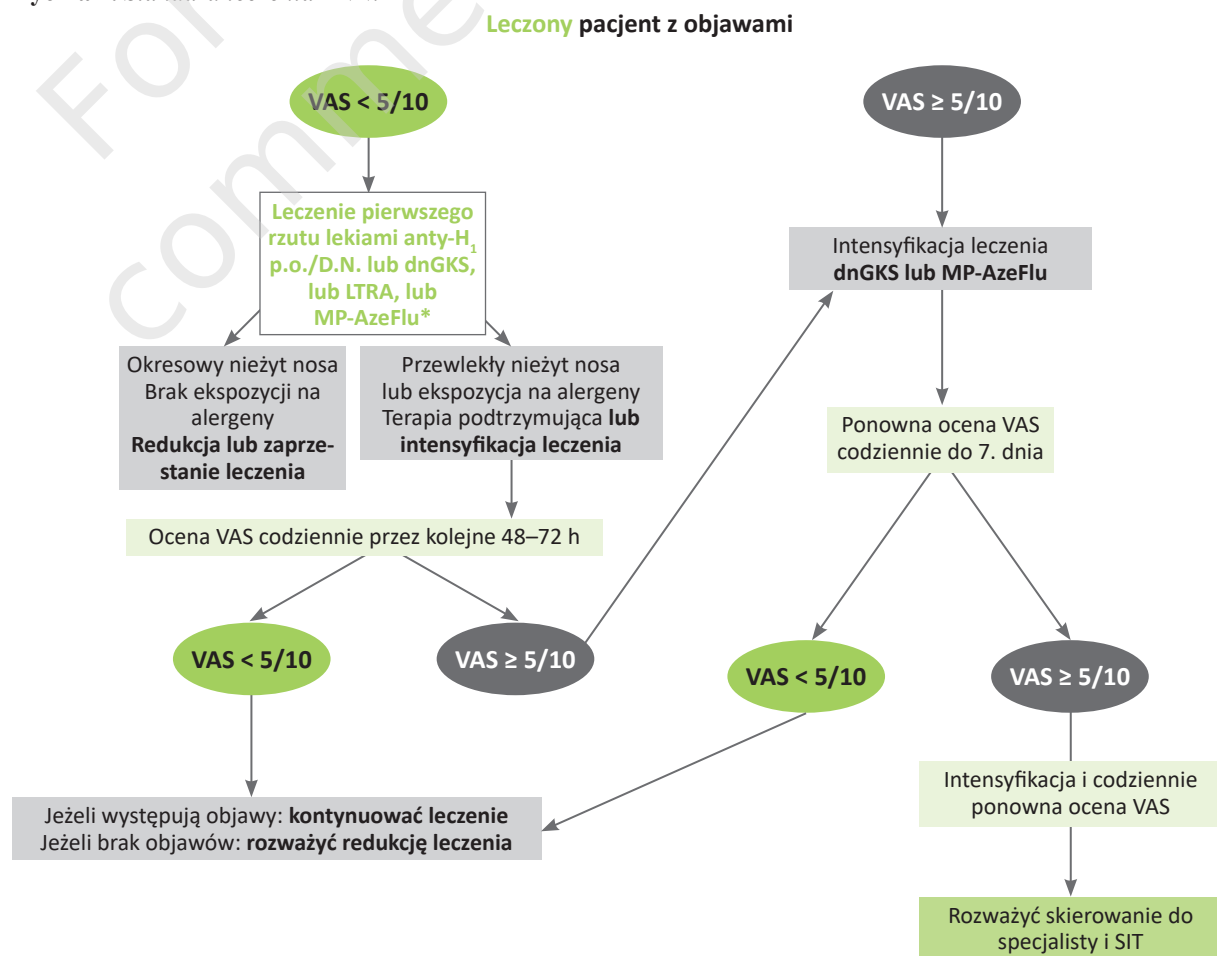 Leczony pacjent z objawami
VAS < 5/10
VAS ≥ 5/10
Leczenie pierwszego
rzutu lekiami anty-H1
p.o./D.N. lub dnGKS,
lub LTRA, lub
MP-AzeFlu*
Intensyfikacja leczenia
dnGKS lub MP-AzeFlu
Okresowy nieżyt nosa
Brak ekspozycji na
alergeny
Redukcja lub zaprze-
stanie leczenia
Przewlekły nieżyt nosa
lub ekspozycja na alergeny
Terapia podtrzymująca lub
intensyfikacja leczenia
Ponowna ocena VAS
codziennie do 7. dnia
Ocena VAS codziennie przez kolejne 48–72 h
VAS < 5/10
VAS ≥ 5/10
VAS < 5/10
VAS ≥ 5/10
Intensyfikacja i codziennie
ponowna ocena VAS
Jeżeli występują objawy: kontynuować leczenie
Jeżeli brak objawów: rozważyć redukcję leczenia
Rozważyć skierowanie do
specjalisty i SIT
For
comme